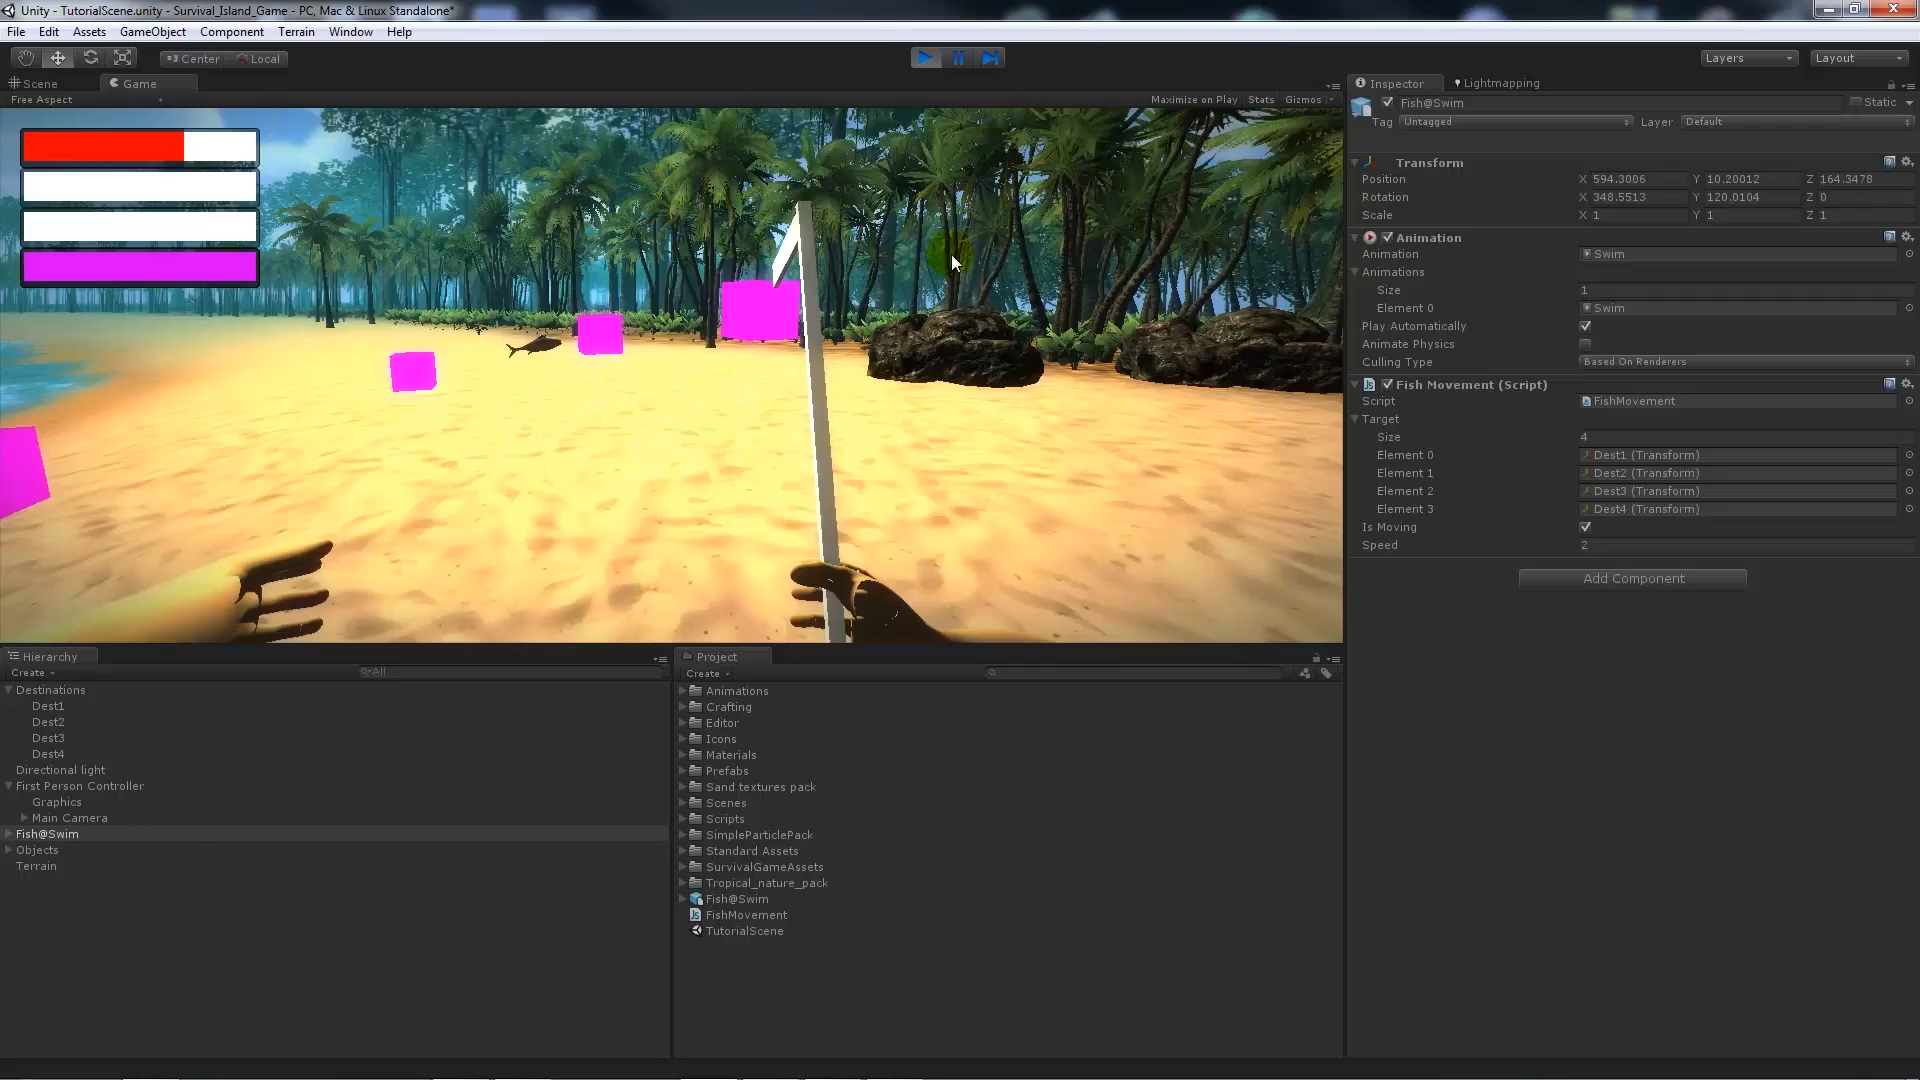 Unity - TutorialScene.unity - Survival_Island_Game - PC, Mac & Linux Standalone*
File Edit Assets GameObject Component Terrain Window Help
Center Local Layers Layout
Scene Game
Free Aspect Maximize on Play Stats Gizmos
Inspector Lightmapping
Fish@Swim Static
Tag Untagged Layer Default
Transform
Position X 594.3006 Y 10.20012 Z 164.3478
Rotation X 348.5513 Y 120.0104 Z 0
Scale X 1 Y 1 Z 1
Animation
Animation Swim
Animations
Size 1
Element 0 Swim
Play Automatically
Animate Physics
Culling Type Based On Renderers
Fish Movement (Script)
Script FishMovement
Target
Size 4
Element 0 Dest1 (Transform)
Element 1 Dest2 (Transform)
Element 2 Dest3 (Transform)
Element 3 Dest4 (Transform)
Is Moving
Speed 2
Add Component
Hierarchy
Create All
Destinations
Dest1
Dest2
Dest3
Dest4
Directional light
First Person Controller
Graphics
Main Camera
Fish@Swim
Objects
Terrain
Project
Create
Animations
Crafting
Editor
Icons
Materials
Prefabs
Sand textures pack
Scenes
Scripts
SimpleParticlePack
Standard Assets
SurvivalGameAssets
Tropical_nature_pack
Fish@Swim
Js FishMovement
TutorialScene